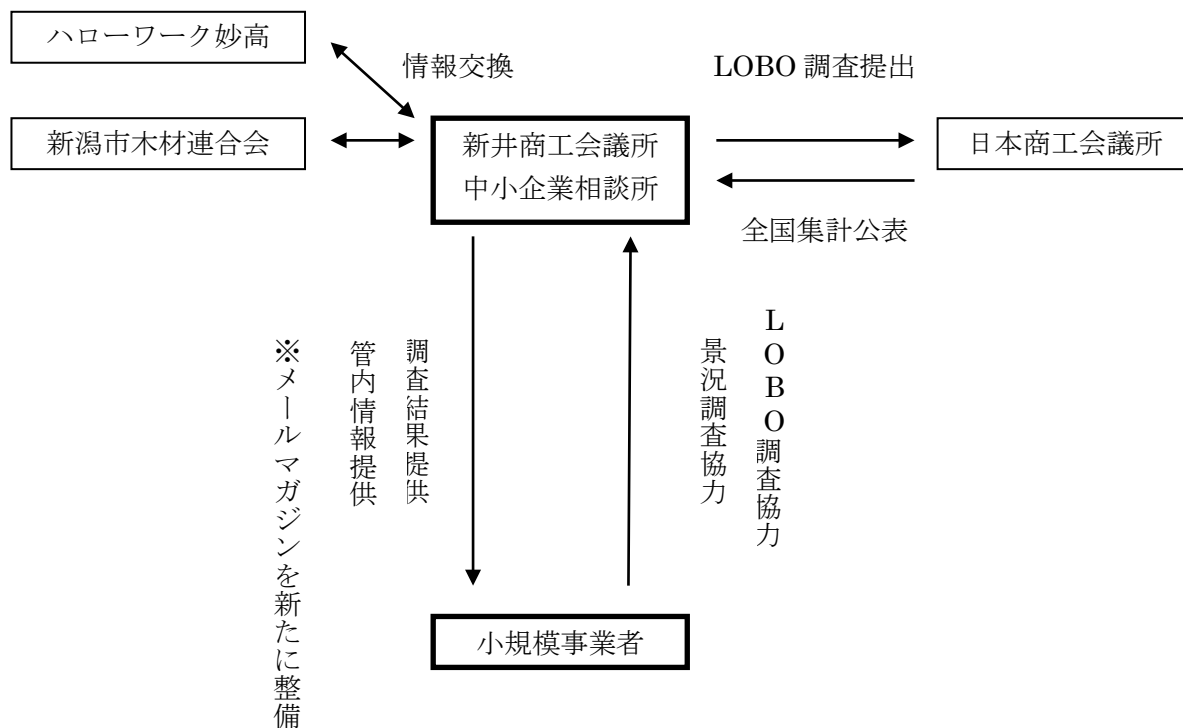 ハローワーク妙高
情報交換
LOBO 調査提出
新潟市木材連合会
新井商工会議所
中小企業相談所
日本商工会議所
全国集計公表
LOBO調査協力
景況調査協力
調査結果提供
管内情報提供
※メールマガジンを新たに整備
小規模事業者